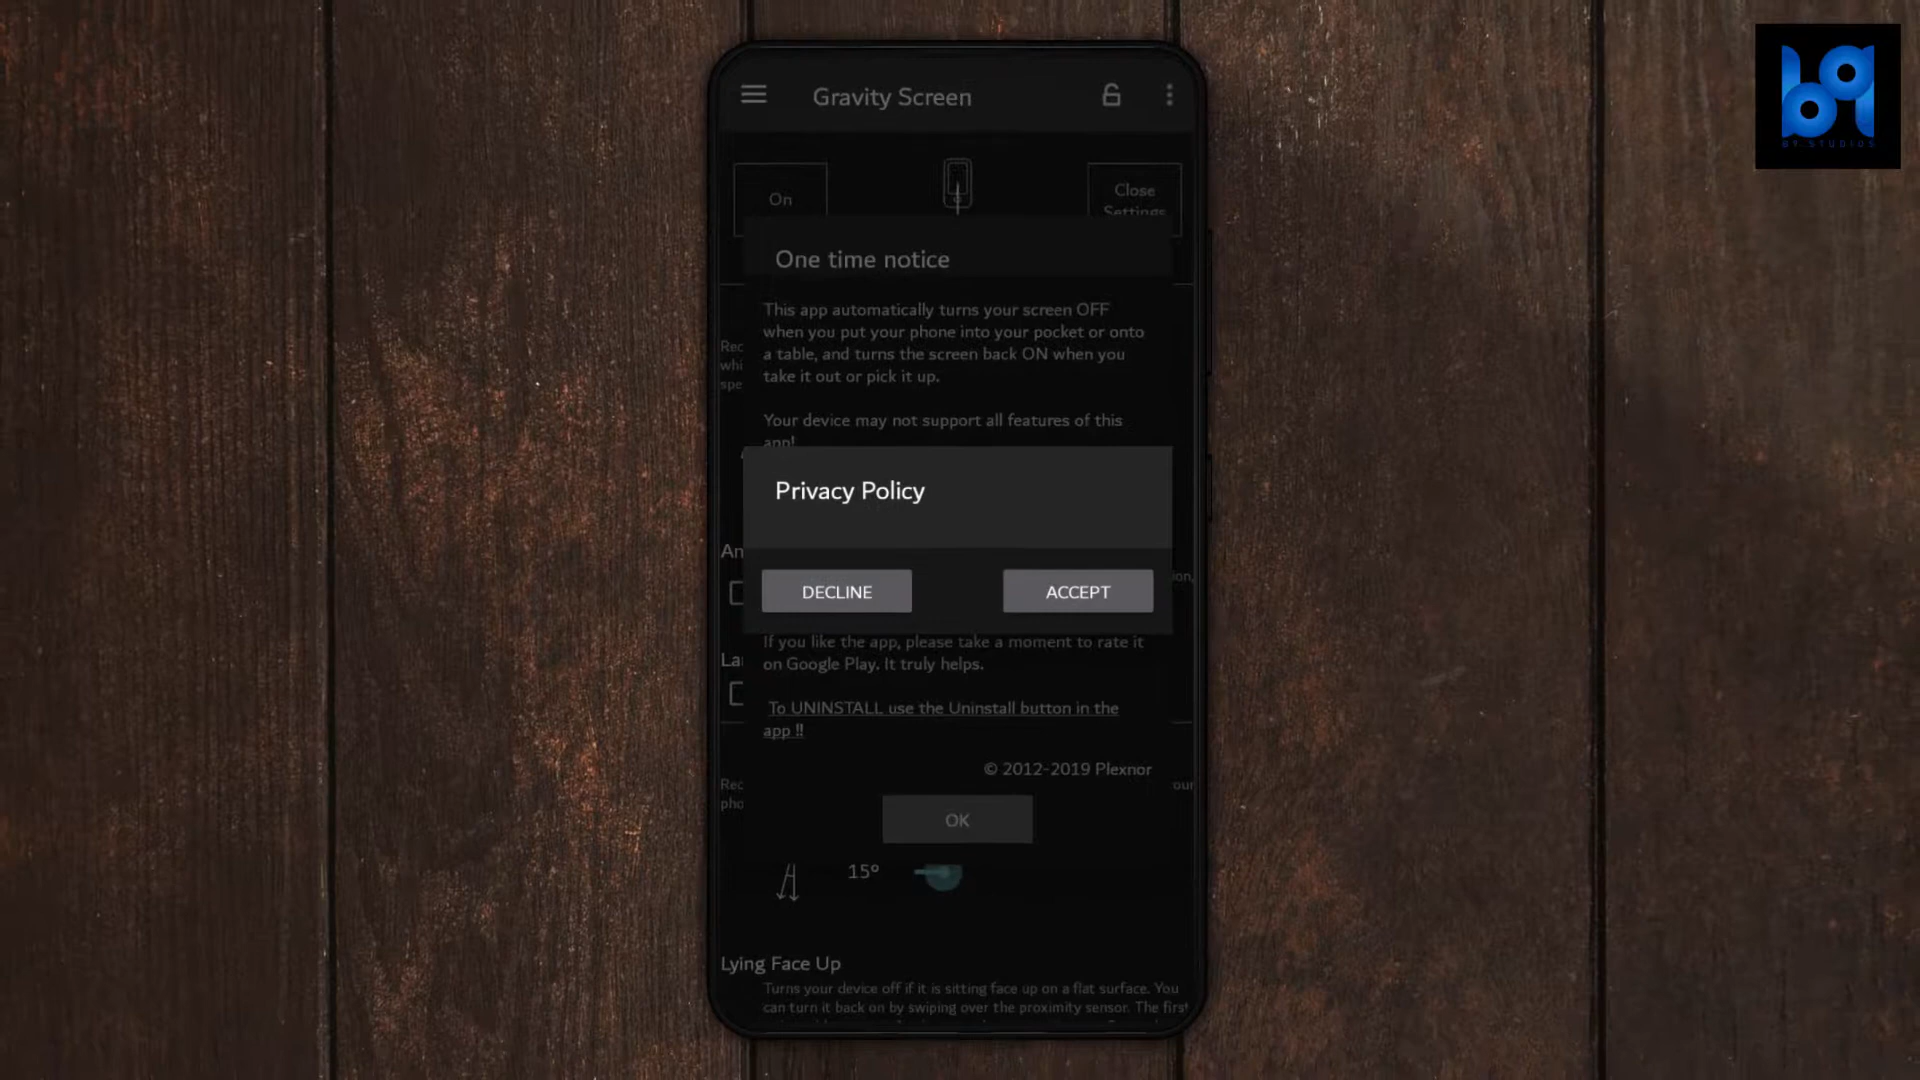 Gravity Screen
On
Close
Settings
One time notice
This app automatically turns your screen OFF
when you put your phone into your pocket or onto
a table, and turns the screen back ON when you
take it out or pick it up.
Your device may not support all features of this
app!
Privacy Policy
DECLINE
ACCEPT
If you like the app, please take a moment to rate it
on Google Play. It truly helps.
To UNINSTALL use the Uninstall button in the
app !!
© 2012-2019 Plexnor
OK
15°
Lying Face Up
Turns your device off if it is sitting face up on a flat surface. You
can turn it back on by swiping over the proximity sensor. The first
89 STUDIOS